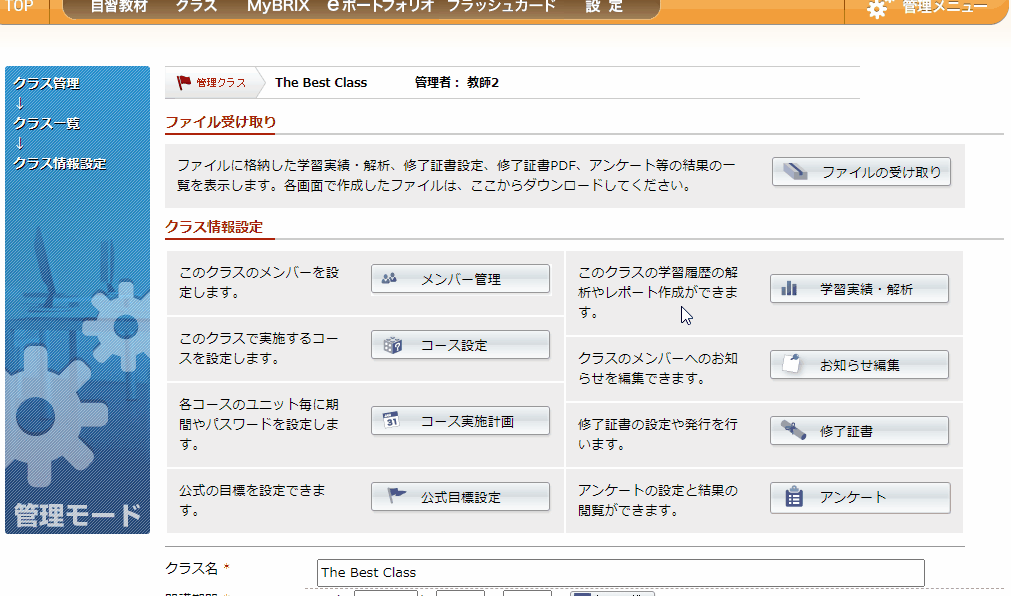 TOP 自習教材 クラス MyBRIX eポートフォリオ フラッシュカード 設 定 管理メニュー
クラス管理
↓
クラス一覧
↓
クラス情報設定
管理モード
管理クラス The Best Class 管理者： 教師2
ファイル受け取り
ファイルに格納した学習実績・解析、修了証書設定、修了証書PDF、アンケート等の結果の一
覧を表示します。各画面で作成したファイルは、ここからダウンロードしてください。
ファイルの受け取り
クラス情報設定
このクラスのメンバーを設
定します。
メンバー管理
このクラスで実施するコー
スを設定します。
コース設定
各コースのユニット毎に期
間やパスワードを設定しま
す。
31 コース実施計画
公式の目標を設定できま
す。
公式目標設定
このクラスの学習履歴の解
析やレポート作成ができま
す。
学習実績・解析
クラスのメンバーへのお知
らせを編集できます。
お知らせ編集
修了証書の設定や発行を行
います。
修了証書
アンケートの設定と結果の
閲覧ができます。
アンケート
クラス名 * The Best Class